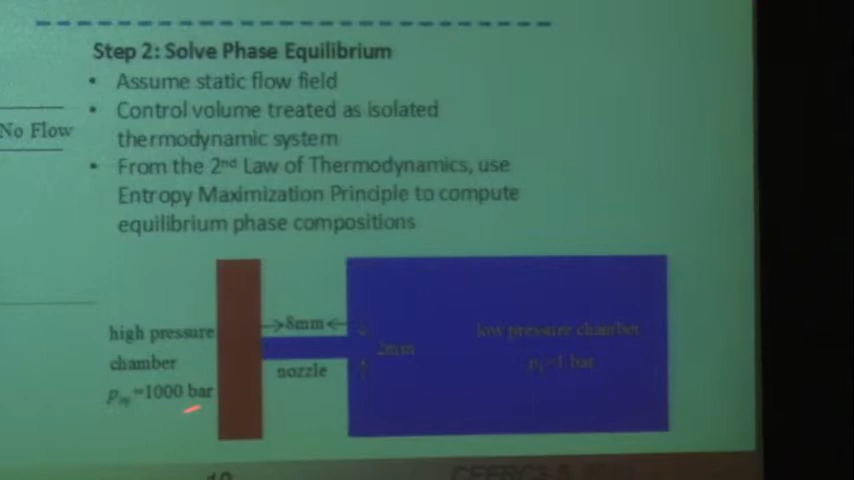 Step 2: Solve Phase Equilibrium
• Assume static flow field
No Flow
• Control volume treated as isolated
thermodynamic system
• From the 2nd Law of Thermodynamics, use
Entropy Maximization Principle to compute
equilibrium phase compositions
high pressure
chamber
=1000 bar
8mm
nozzle
2mm
low pressure chamber
=1 bar